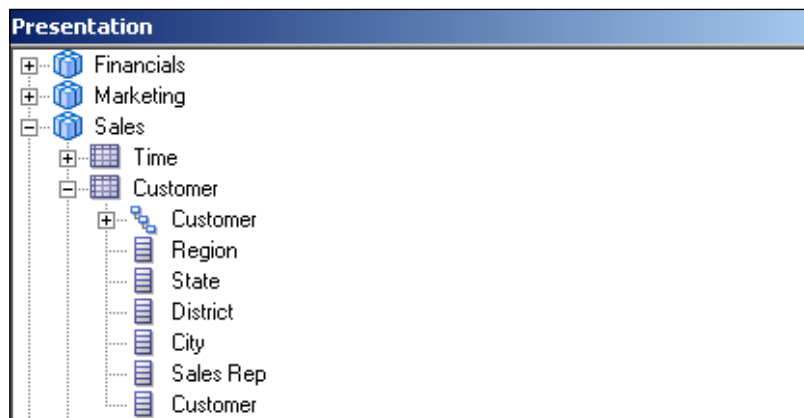 Presentation
Financials
Marketing
Sales
Time
Customer
Customer
Region
State
District
City
Sales Rep
Customer